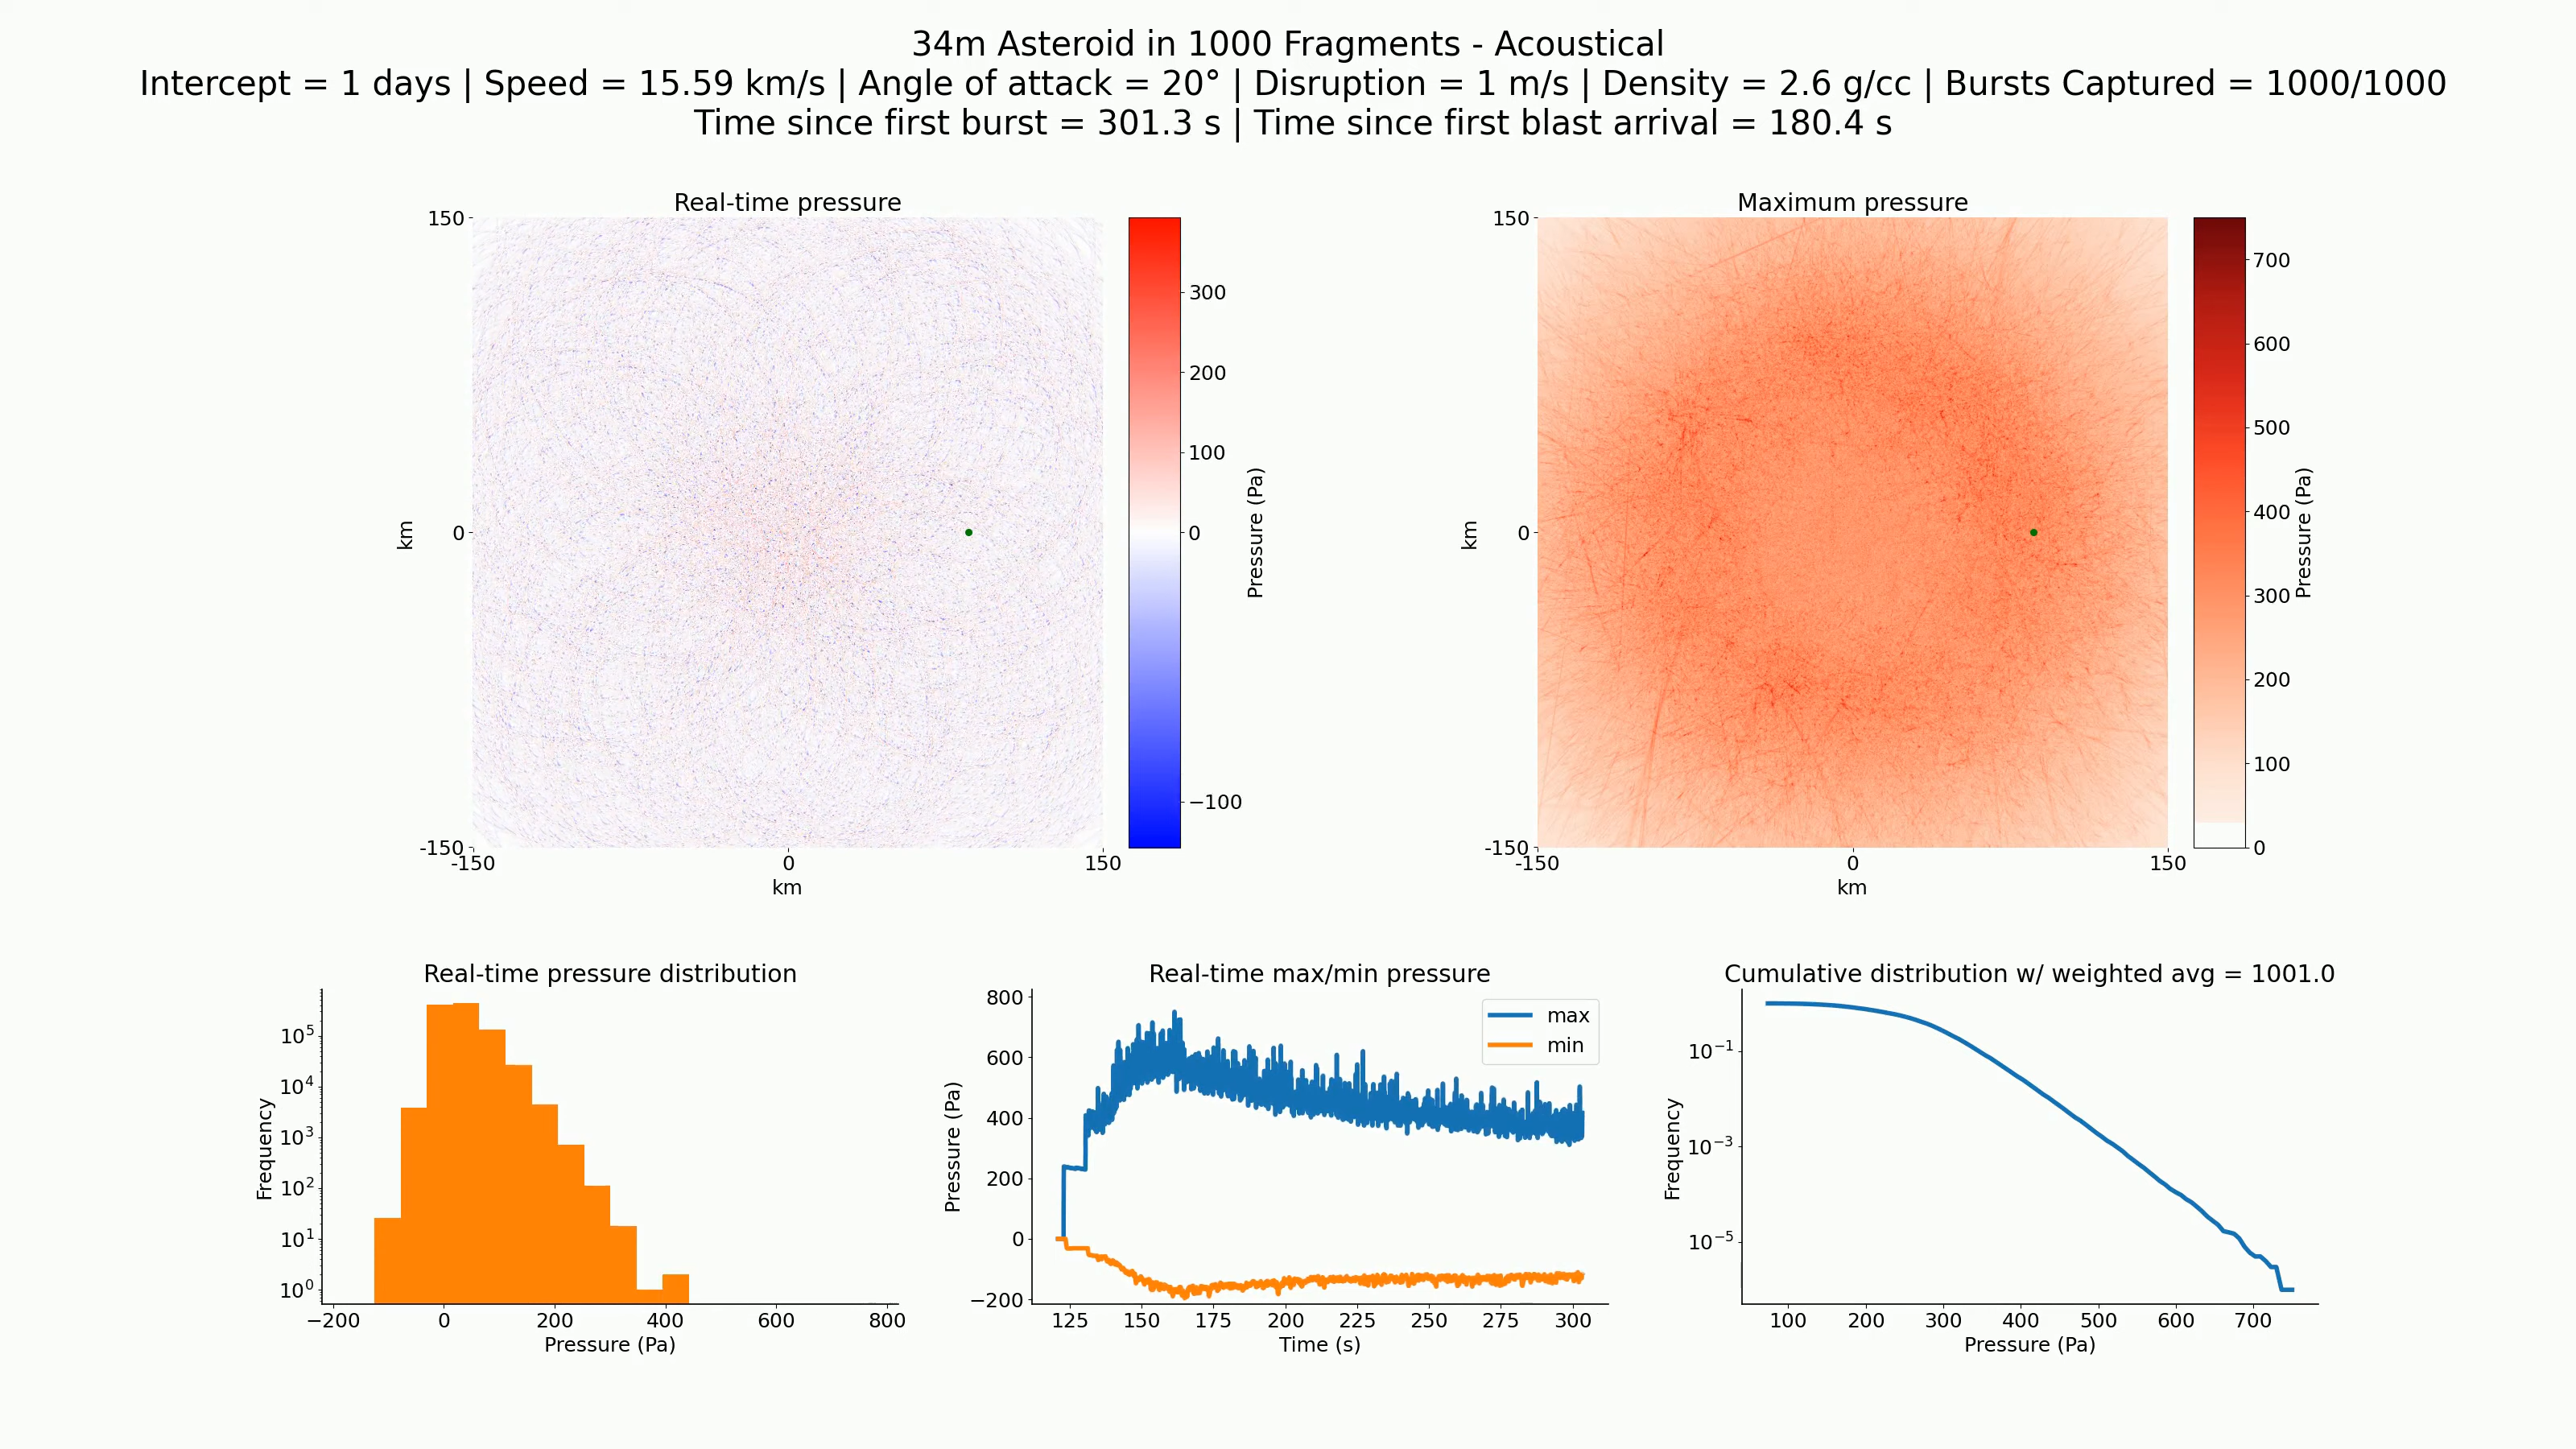 34m Asteroid in 1000 Fragments - Acoustical
Intercept = 1 days | Speed = 15.59 km/s | Angle of attack = 20° | Disruption = 1 m/s | Density = 2.6 g/cc | Bursts Captured = 1000/1000
Time since first burst = 301.3 s | Time since first blast arrival = 180.4 s
Real-time pressure
150
0
-150
km
-150
0
150
km
300
200
100
0
−100
Pressure (Pa)
Maximum pressure
150
0
-150
km
-150
0
150
km
700
600
500
400
300
200
100
0
Pressure (Pa)
Real-time pressure distribution
10^5
10^4
10^3
10^2
10^1
10^0
Frequency
−200
0
200
400
600
800
Pressure (Pa)
Real-time max/min pressure
800
600
400
200
0
−200
Pressure (Pa)
max
min
125
150
175
200
225
250
275
300
Time (s)
Cumulative distribution w/ weighted avg = 1001.0
10^−1
10^−3
10^−5
Frequency
100
200
300
400
500
600
700
Pressure (Pa)